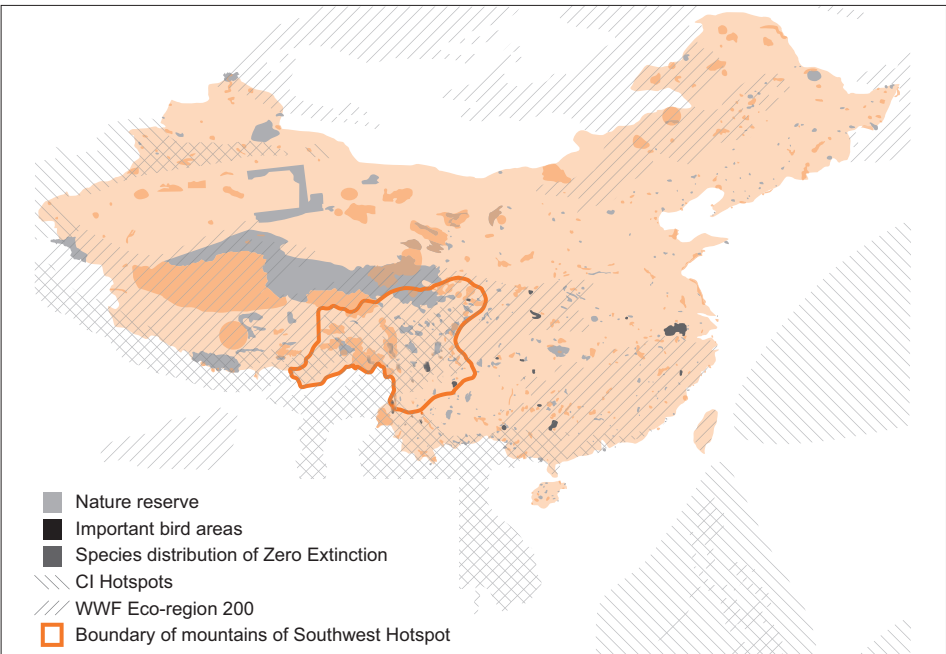 Nature reserve
Important bird areas
Species distribution of Zero Extinction
CI Hotspots
WWF Eco-region 200
Boundary of mountains of Southwest Hotspot